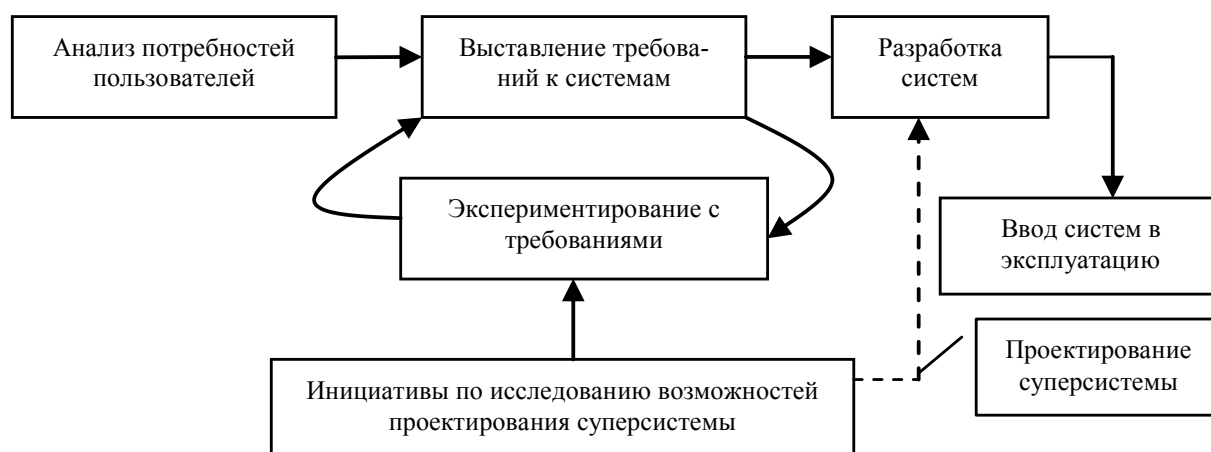 Анализ потребностей
пользователей
Выставление требова-
ний к системам
Разработка
систем
Экспериментирование с
требованиями
Ввод систем в
эксплуатацию
Проектирование
суперсистемы
Инициативы по исследованию возможностей
проектирования суперсистемы